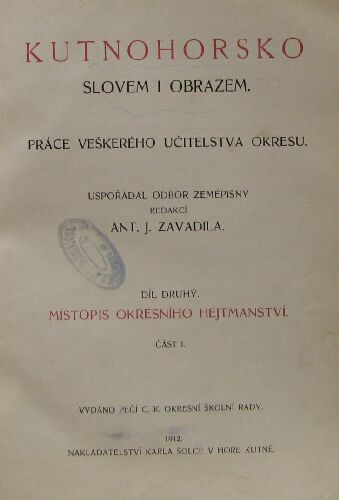 KUTNOHORSKO
SLOVEM I OBRAZEM.
PRÁCE VEŠKERÉHO UČITELSTVA OKRESU.
USPOŘÁDAL ODBOR ZEMĚPISNÝ
REDAKCÍ
ANT. J. ZAVADILA.
DÍL DRUHÝ.
MÍSTOPIS OKRESNÍHO HEJTMANSTVÍ.
ČÁST I.
VYDÁNO PÉČÍ C. K. OKRESNÍ ŠKOLNÍ RADY.
1912.
NAKLADATELSTVÍ KARLA ŠOLCE V HOŘE KUTNÉ.